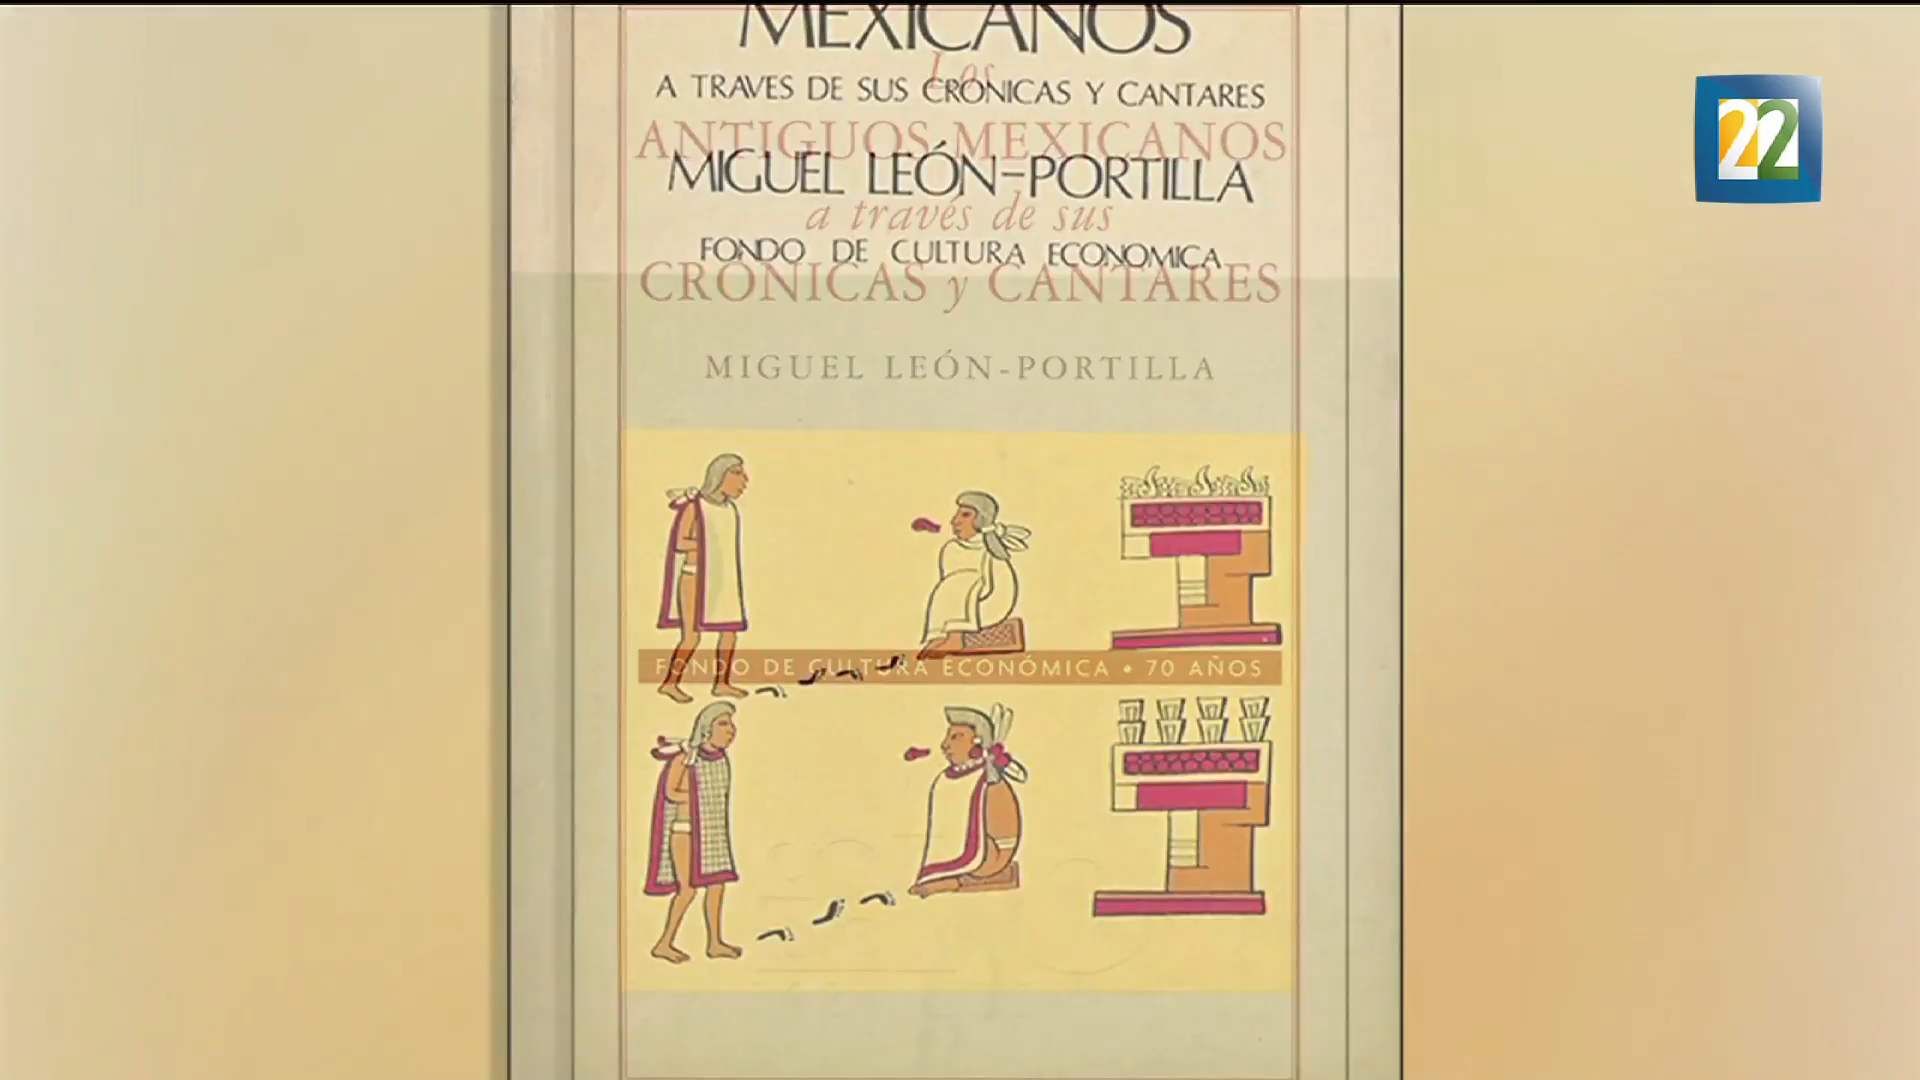 MEXICANOS
Los
A TRAVES DE SUS CRÓNICAS Y CANTARES
ANTIGUOS MEXICANOS
MIGUEL LEÓN-PORTILLA
a través de sus
FONDO DE CULTURA ECONOMICA
CRÓNICAS y CANTARES
MIGUEL LEÓN-PORTILLA
FONDO DE CULTURA ECONÓMICA • 70 AÑOS
22